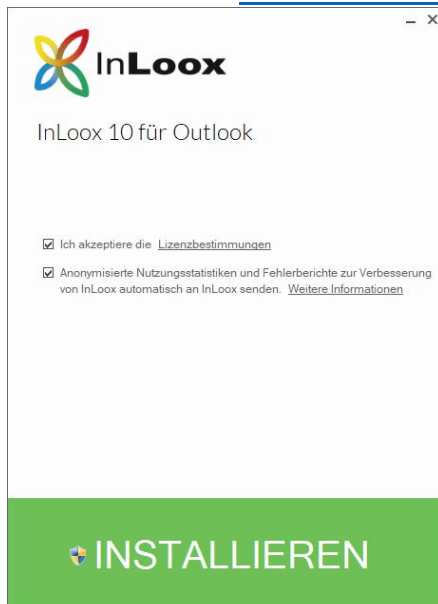 InLoox
InLoox 10 für Outlook
Ich akzeptiere die Lizenzbestimmungen
Anonymisierte Nutzungsstatistiken und Fehlerberichte zur Verbesserung
von InLoox automatisch an InLoox senden. Weitere Informationen
INSTALLIEREN